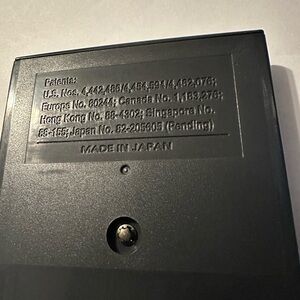 Patents:
U.S. Nos. 4,442,486/4,454,594/4,462,076;
Europe No. 80244; Canada No. 1,183,276;
Hong Kong No. 88-4302; Singapore No.
88-155; Japan No. 82-205605 (Pending)
MADE IN JAPAN